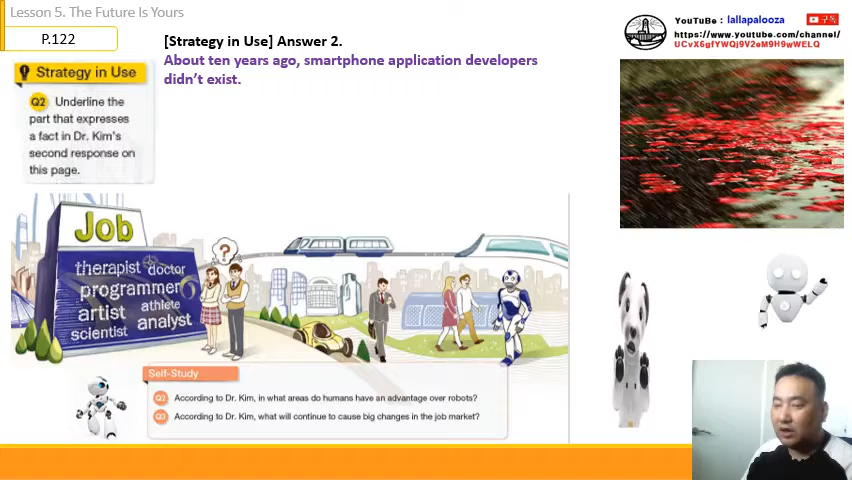 Lesson 5. The Future Is Yours
P.122
[Strategy in Use] Answer 2.
About ten years ago, smartphone application developers
didn't exist.
YouTuBe : lallapalooza
구독
https://www.youtube.com/channel/
UCvX6gfYWQj9V2eM9H9wWELQ
Strategy in Use
Q2 Underline the
part that expresses
a fact in Dr. Kim's
second response on
this page.
Job
therapist doctor
programmer
artist athlete
scientist analyst
?
Self-Study
Q2 According to Dr. Kim, in what areas do humans have an advantage over robots?
Q3 According to Dr. Kim, what will continue to cause big changes in the job market?